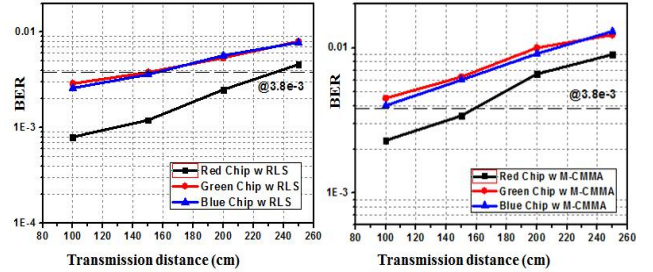 0.01
1E-3
1E-4
BER
@3.8e-3
Red Chip w RLS
Green Chip w RLS
Blue Chip w RLS
80 100 120 140 160 180 200 220 240 260
Transmission distance (cm)
0.01
1E-3
BER
@3.8e-3
Red Chip w M-CMMA
Green Chip w M-CMMA
Blue Chip w M-CMMA
80 100 120 140 160 180 200 220 240 260
Transmission distance (cm)